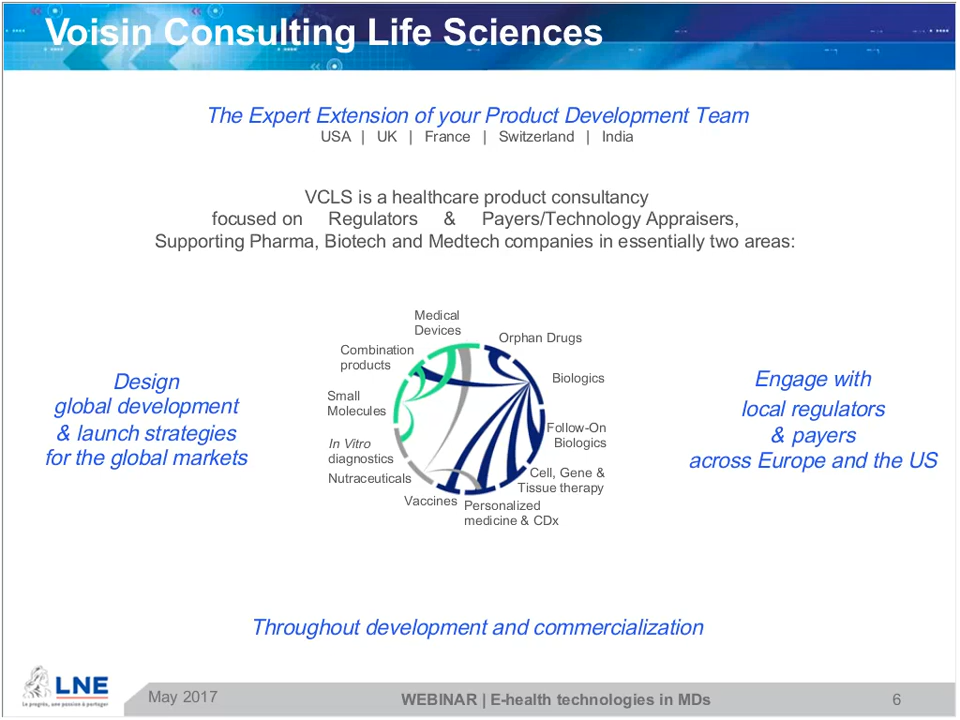 Voisin Consulting Life Sciences
The Expert Extension of your Product Development Team
USA | UK | France | Switzerland | India
VCLS is a healthcare product consultancy
focused on Regulators & Payers/Technology Appraisers,
Supporting Pharma, Biotech and Medtech companies in essentially two areas:
Design
global development
& launch strategies
for the global markets
Medical
Devices
Orphan Drugs
Combination
products
Biologics
Small
Molecules
Follow-On
Biologics
In Vitro
diagnostics
Cell, Gene &
Tissue therapy
Nutraceuticals
Vaccines
Personalized
medicine & CDx
Engage with
local regulators
& payers
across Europe and the US
Throughout development and commercialization
LNE
Le progrès, une passion à partager
May 2017
WEBINAR | E-health technologies in MDs
6